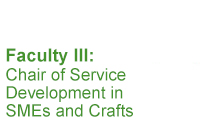 Faculty III:
Chair of Service
Development in
SMEs and Crafts